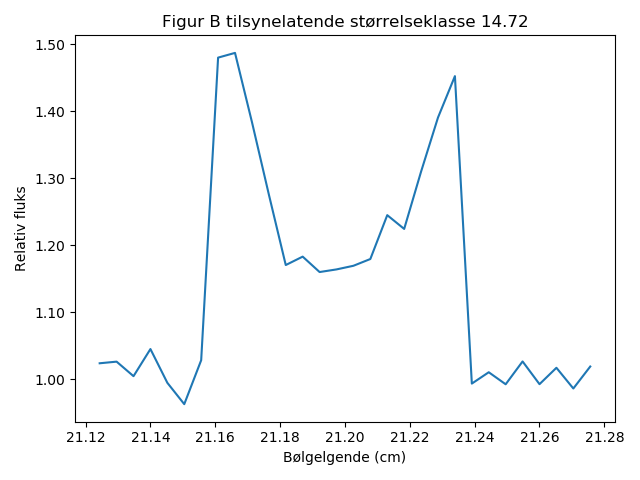 Figur B tilsynelatende størrelseklasse 14.72
1.50
1.40
1.30
1.20
1.10
1.00
Relativ fluks
21.12 21.14 21.16 21.18 21.20 21.22 21.24 21.26 21.28
Bølgelgende (cm)